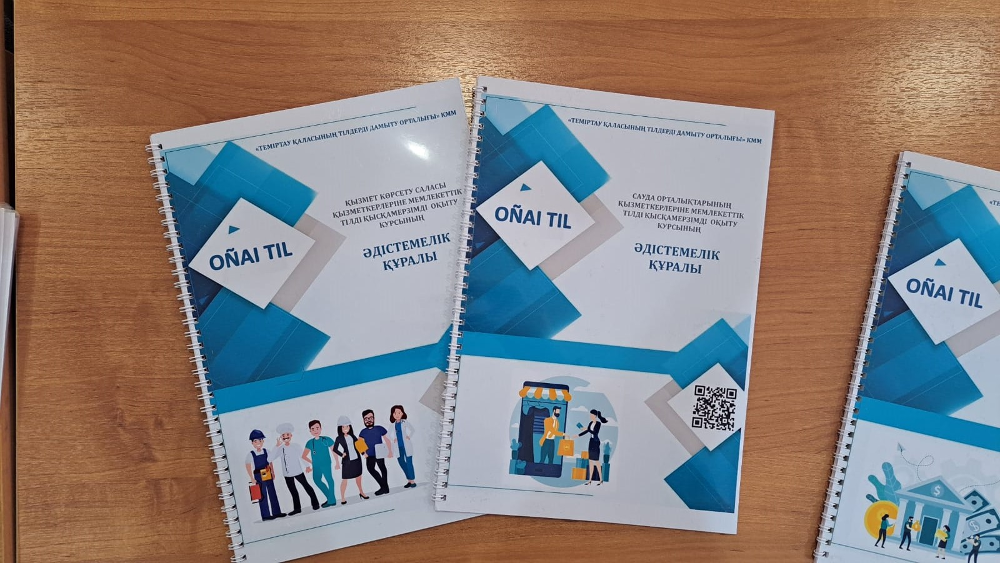 «ТЕМІРТАУ ҚАЛАСЫНЫҢ ТІЛДЕРДІ ДАМЫТУ ОРТАЛЫҒЫ» КММ
ҚЫЗМЕТ КӨРСЕТУ САЛАСЫ
ҚЫЗМЕТКЕРЛЕРІНЕ МЕМЛЕКЕТТІК
ТІЛДІ ҚЫСҚАМЕРЗІМДІ ОҚЫТУ
КУРСЫНЫҢ
OÑAI TIL
ӘДІСТЕМЕЛІК
ҚҰРАЛЫ
«ТЕМІРТАУ ҚАЛАСЫНЫҢ ТІЛДЕРДІ ДАМЫТУ ОРТАЛЫҒЫ» КММ
САУДА ОРТАЛЫҚТАРЫНЫҢ
ҚЫЗМЕТКЕРЛЕРІНЕ МЕМЛЕКЕТТІК
ТІЛДІ ҚЫСҚАМЕРЗІМДІ ОҚЫТУ
КУРСЫНЫҢ
OÑAI TIL
ӘДІСТЕМЕЛІК
ҚҰРАЛЫ
OÑAI TIL